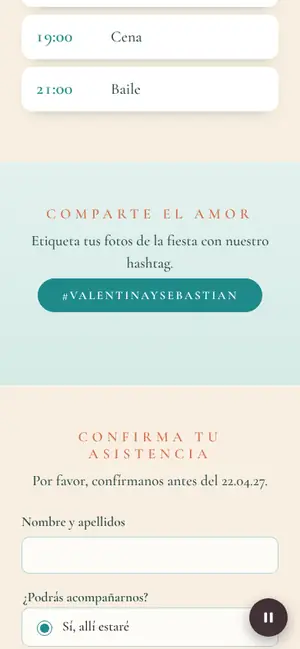 19:00 Cena
21:00 Baile
COMPARTE EL AMOR
Etiqueta tus fotos de la fiesta con nuestro
hashtag.
#VALENTINAYSEBASTIAN
CONFIRMA TU
ASISTENCIA
Por favor, confírmanos antes del 22.04.27.
Nombre y apellidos
¿Podrás acompañarnos?
Sí, allí estaré